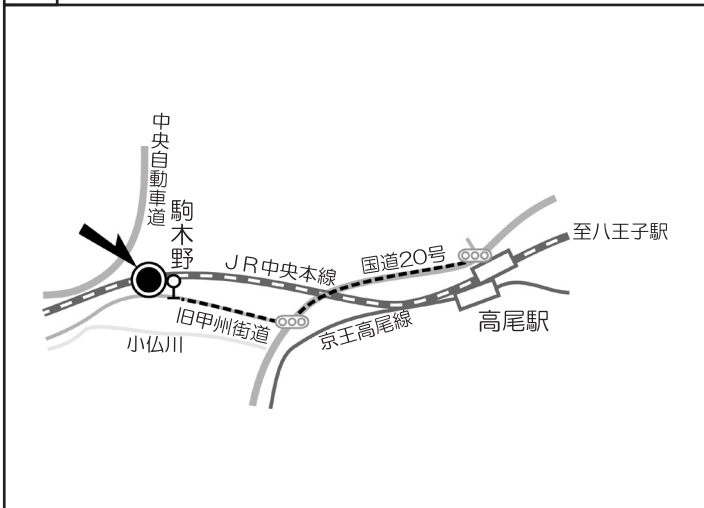 中央自動車道
駒木野
JR中央本線
国道20号
至八王子駅
旧甲州街道
小仏川
京王高尾線
高尾駅